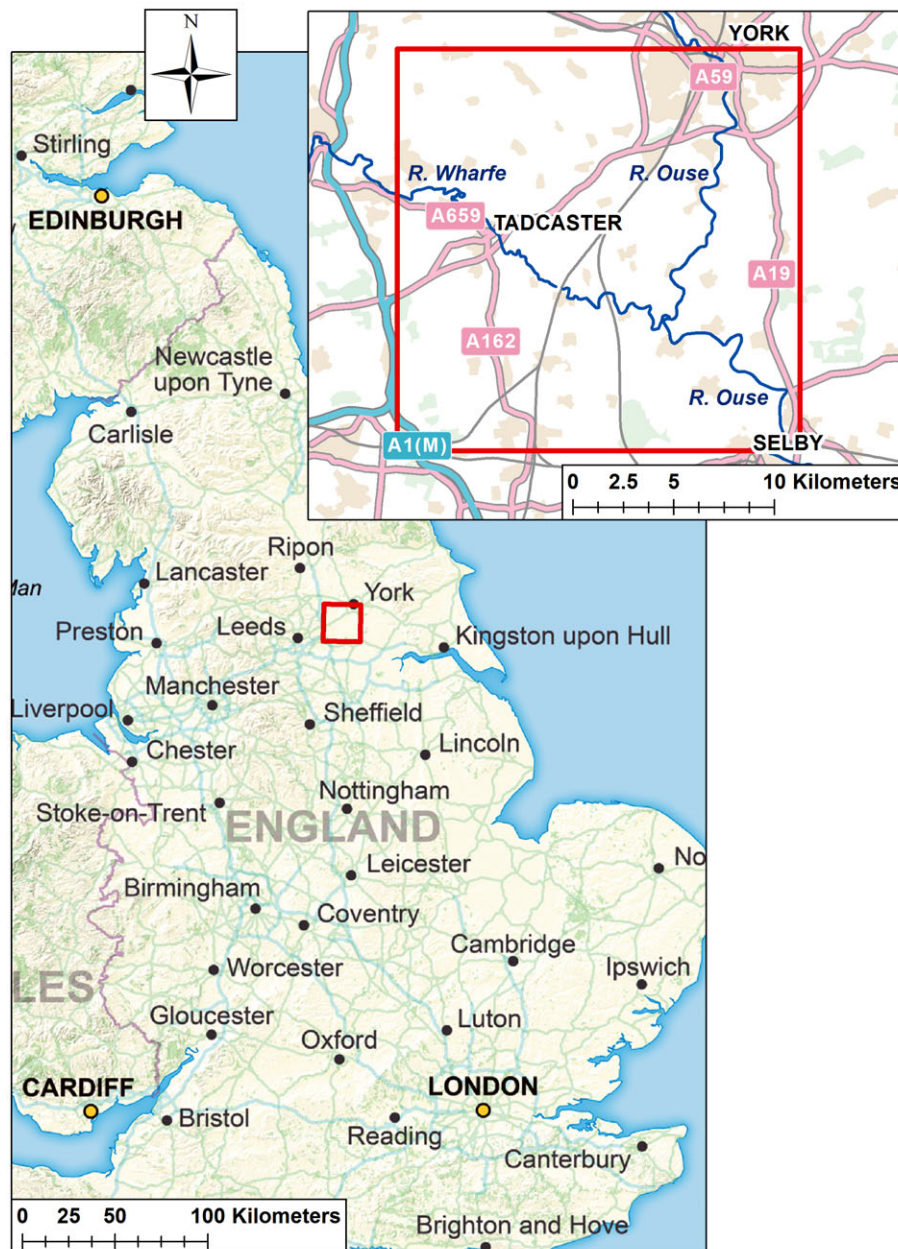 N
YORK
A59
R. Wharfe
R. Ouse
A659
TADCASTER
A19
A162
R. Ouse
A1(M)
SELBY
0 2.5 5 10 Kilometers
Stirling
EDINBURGH
Newcastle
upon Tyne
Carlisle
Ripon
Lancaster
Man
York
Preston
Leeds
Kingston upon Hull
Manchester
Liverpool
Sheffield
Chester
Lincoln
Nottingham
Stoke-on-Trent
ENGLAND
No
Leicester
Birmingham
Coventry
Cambridge
Worcester
Ipswich
LES
Gloucester
Luton
Oxford
CARDIFF
LONDON
Bristol
Reading
Canterbury
0 25 50 100 Kilometers
Brighton and Hove